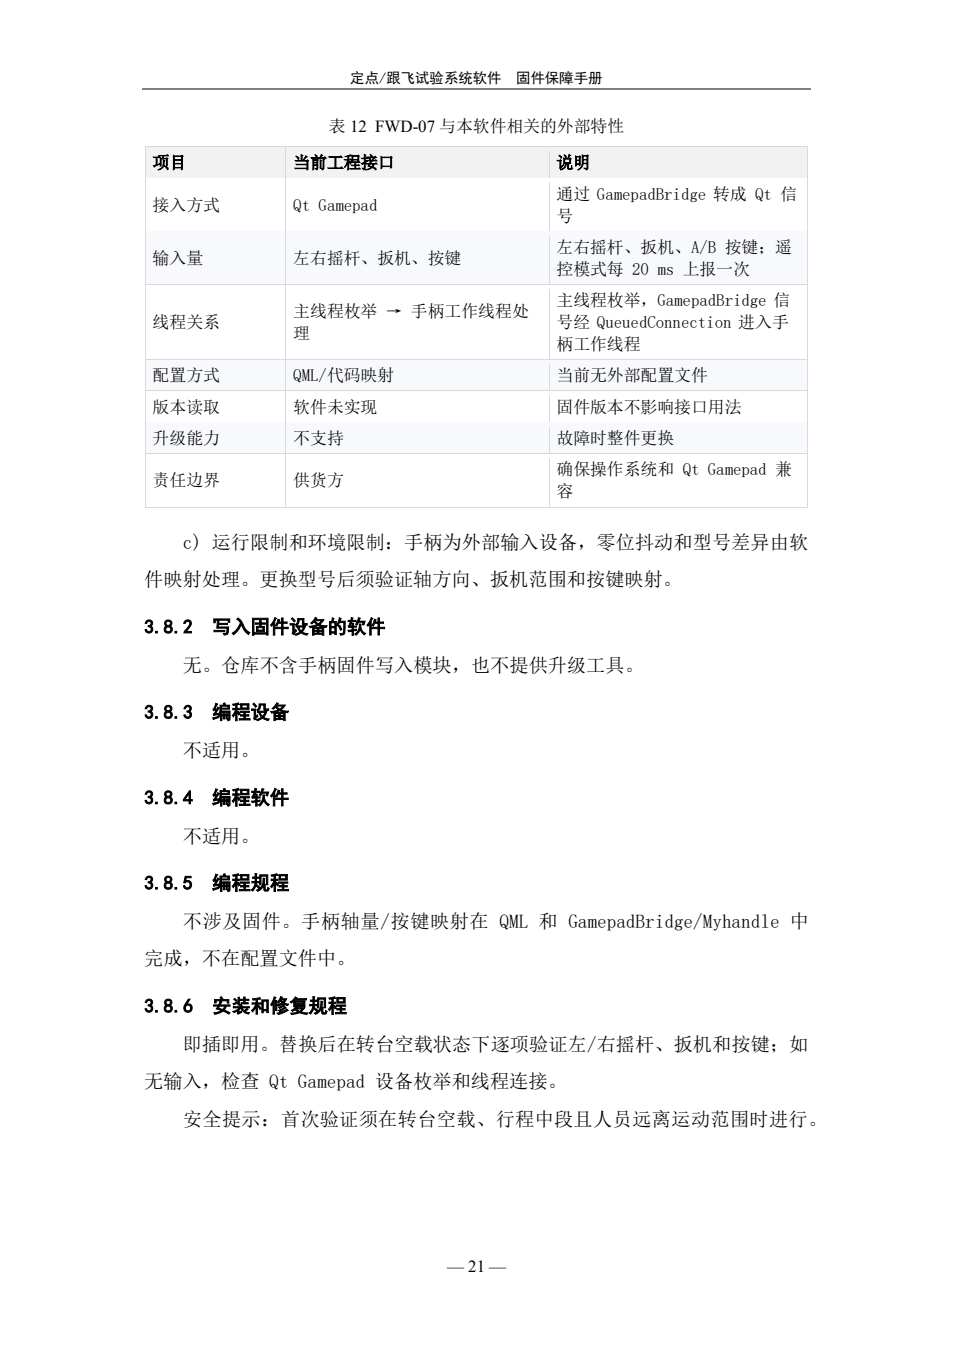 定点/跟飞试验系统软件　固件保障手册
表 12 FWD-07 与本软件相关的外部特性
项目 当前工程接口 说明
接入方式 Qt Gamepad 通过 GamepadBridge 转成 Qt 信
号
输入量 左右摇杆、扳机、按键 左右摇杆、扳机、A/B 按键；遥
控模式每 20 ms 上报一次
线程关系 主线程枚举 → 手柄工作线程处
理
主线程枚举，GamepadBridge 信
号经 QueuedConnection 进入手
柄工作线程
配置方式 QML/代码映射 当前无外部配置文件
版本读取 软件未实现 固件版本不影响接口用法
升级能力 不支持 故障时整件更换
责任边界 供货方 确保操作系统和 Qt Gamepad 兼
容
c) 运行限制和环境限制：手柄为外部输入设备，零位抖动和型号差异由软
件映射处理。更换型号后须验证轴方向、扳机范围和按键映射。
3.8.2 写入固件设备的软件
无。仓库不含手柄固件写入模块，也不提供升级工具。
3.8.3 编程设备
不适用。
3.8.4 编程软件
不适用。
3.8.5 编程规程
不涉及固件。手柄轴量/按键映射在 QML 和 GamepadBridge/Myhandle 中
完成，不在配置文件中。
3.8.6 安装和修复规程
即插即用。替换后在转台空载状态下逐项验证左/右摇杆、扳机和按键；如
无输入，检查 Qt Gamepad 设备枚举和线程连接。
安全提示：首次验证须在转台空载、行程中段且人员远离运动范围时进行。
— 21 —